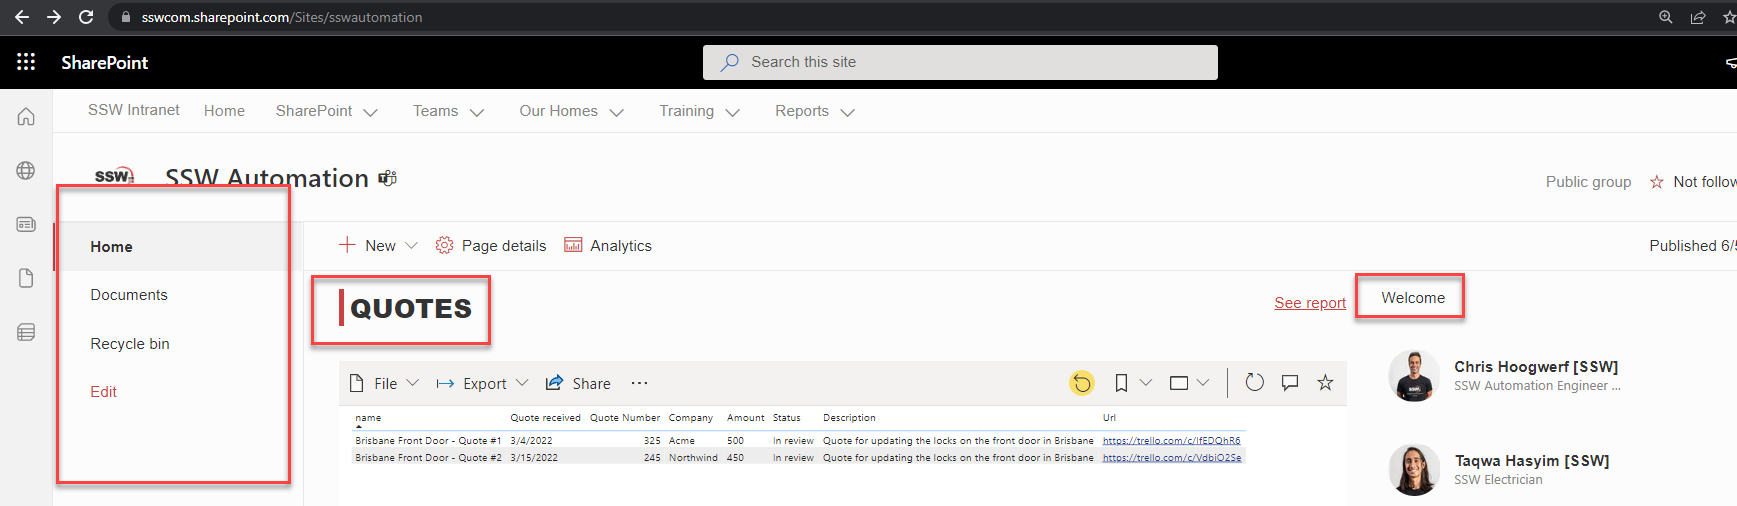 sswcom.sharepoint.com/Sites/sswautomation
SharePoint
Search this site
SSW Intranet Home SharePoint Teams Our Homes Training Reports
SSW
SSW Automation
Public group Not follow
Home
Documents
Recycle bin
Edit
New Page details Analytics
Published 6/5
QUOTES
See report
Welcome
File Export Share ...
name Quote received Quote Number Company Amount Status Description Url
Brisbane Front Door - Quote #1 3/4/2022 325 Acme 500 In review Quote for updating the locks on the front door in Brisbane https://trello.com/c/IfEDQhR6
Brisbane Front Door - Quote #2 3/15/2022 245 Northwind 450 In review Quote for updating the locks on the front door in Brisbane https://trello.com/c/VdbiO2Se
Chris Hoogwerf [SSW]
SSW Automation Engineer ...
Taqwa Hasyim [SSW]
SSW Electrician